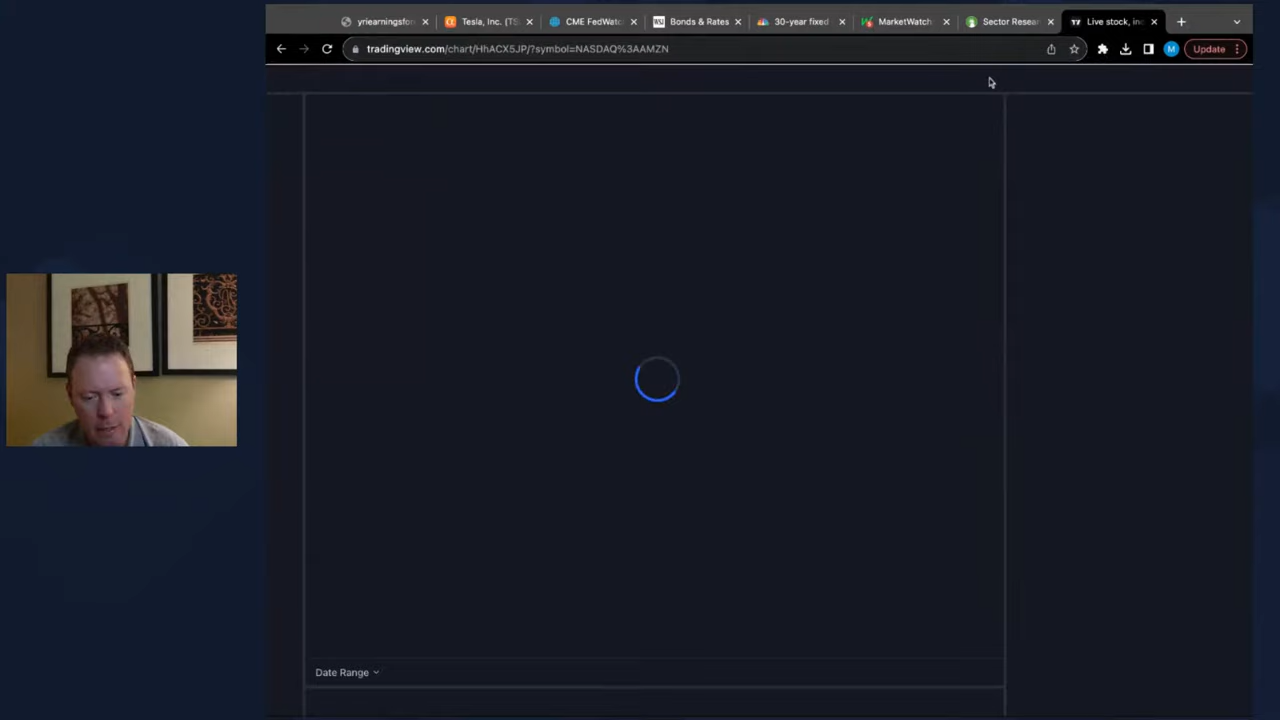 yriearningsfor
Tesla, Inc. (TS
CME FedWatc
Bonds & Rates
30-year fixed
MarketWatch
Sector Resear
Live stock, ind
tradingview.com/chart/HhACX5JP/?symbol=NASDAQ%3AAMZN
M
Update
Date Range